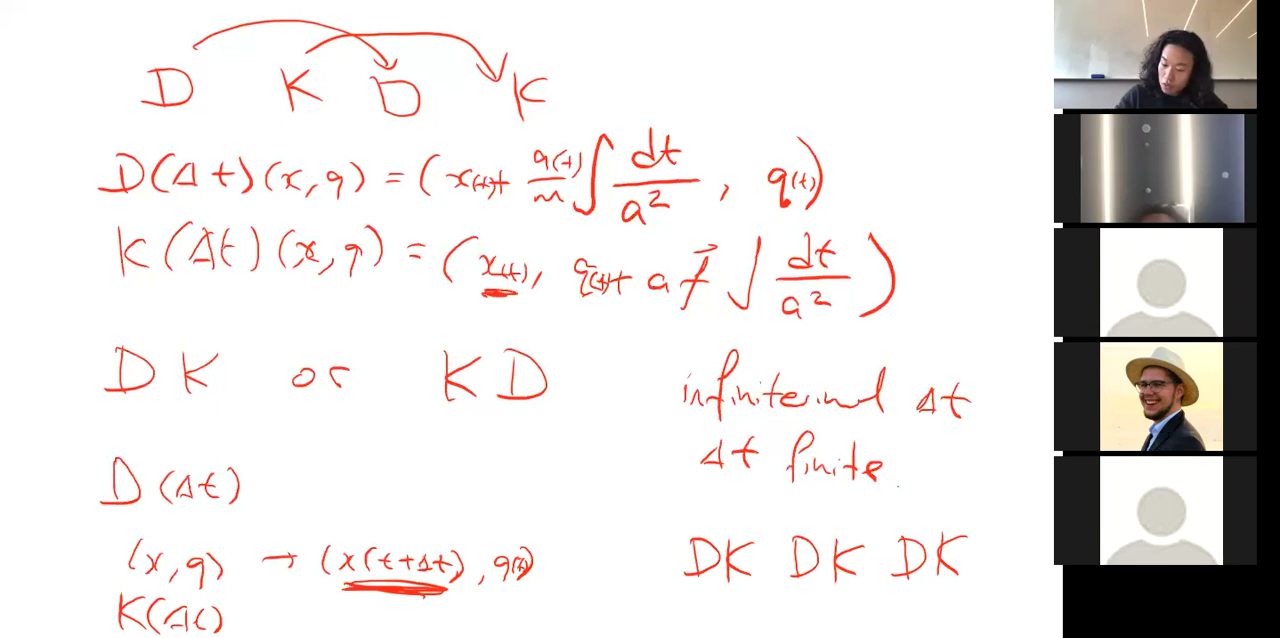 D K D K
D(Δt)(x, q) = (x(t)+ q(t)/m ∫ dt/a², q(t))
K(Δt)(x, q) = (x(t), q(t)+ a f⃗ ∫ dt/a²)
DK or KD infinitesimal Δt
Δt finite
D(Δt)
(x, q) → (x(t+Δt), q(t)) DK DK DK
K(Δt)